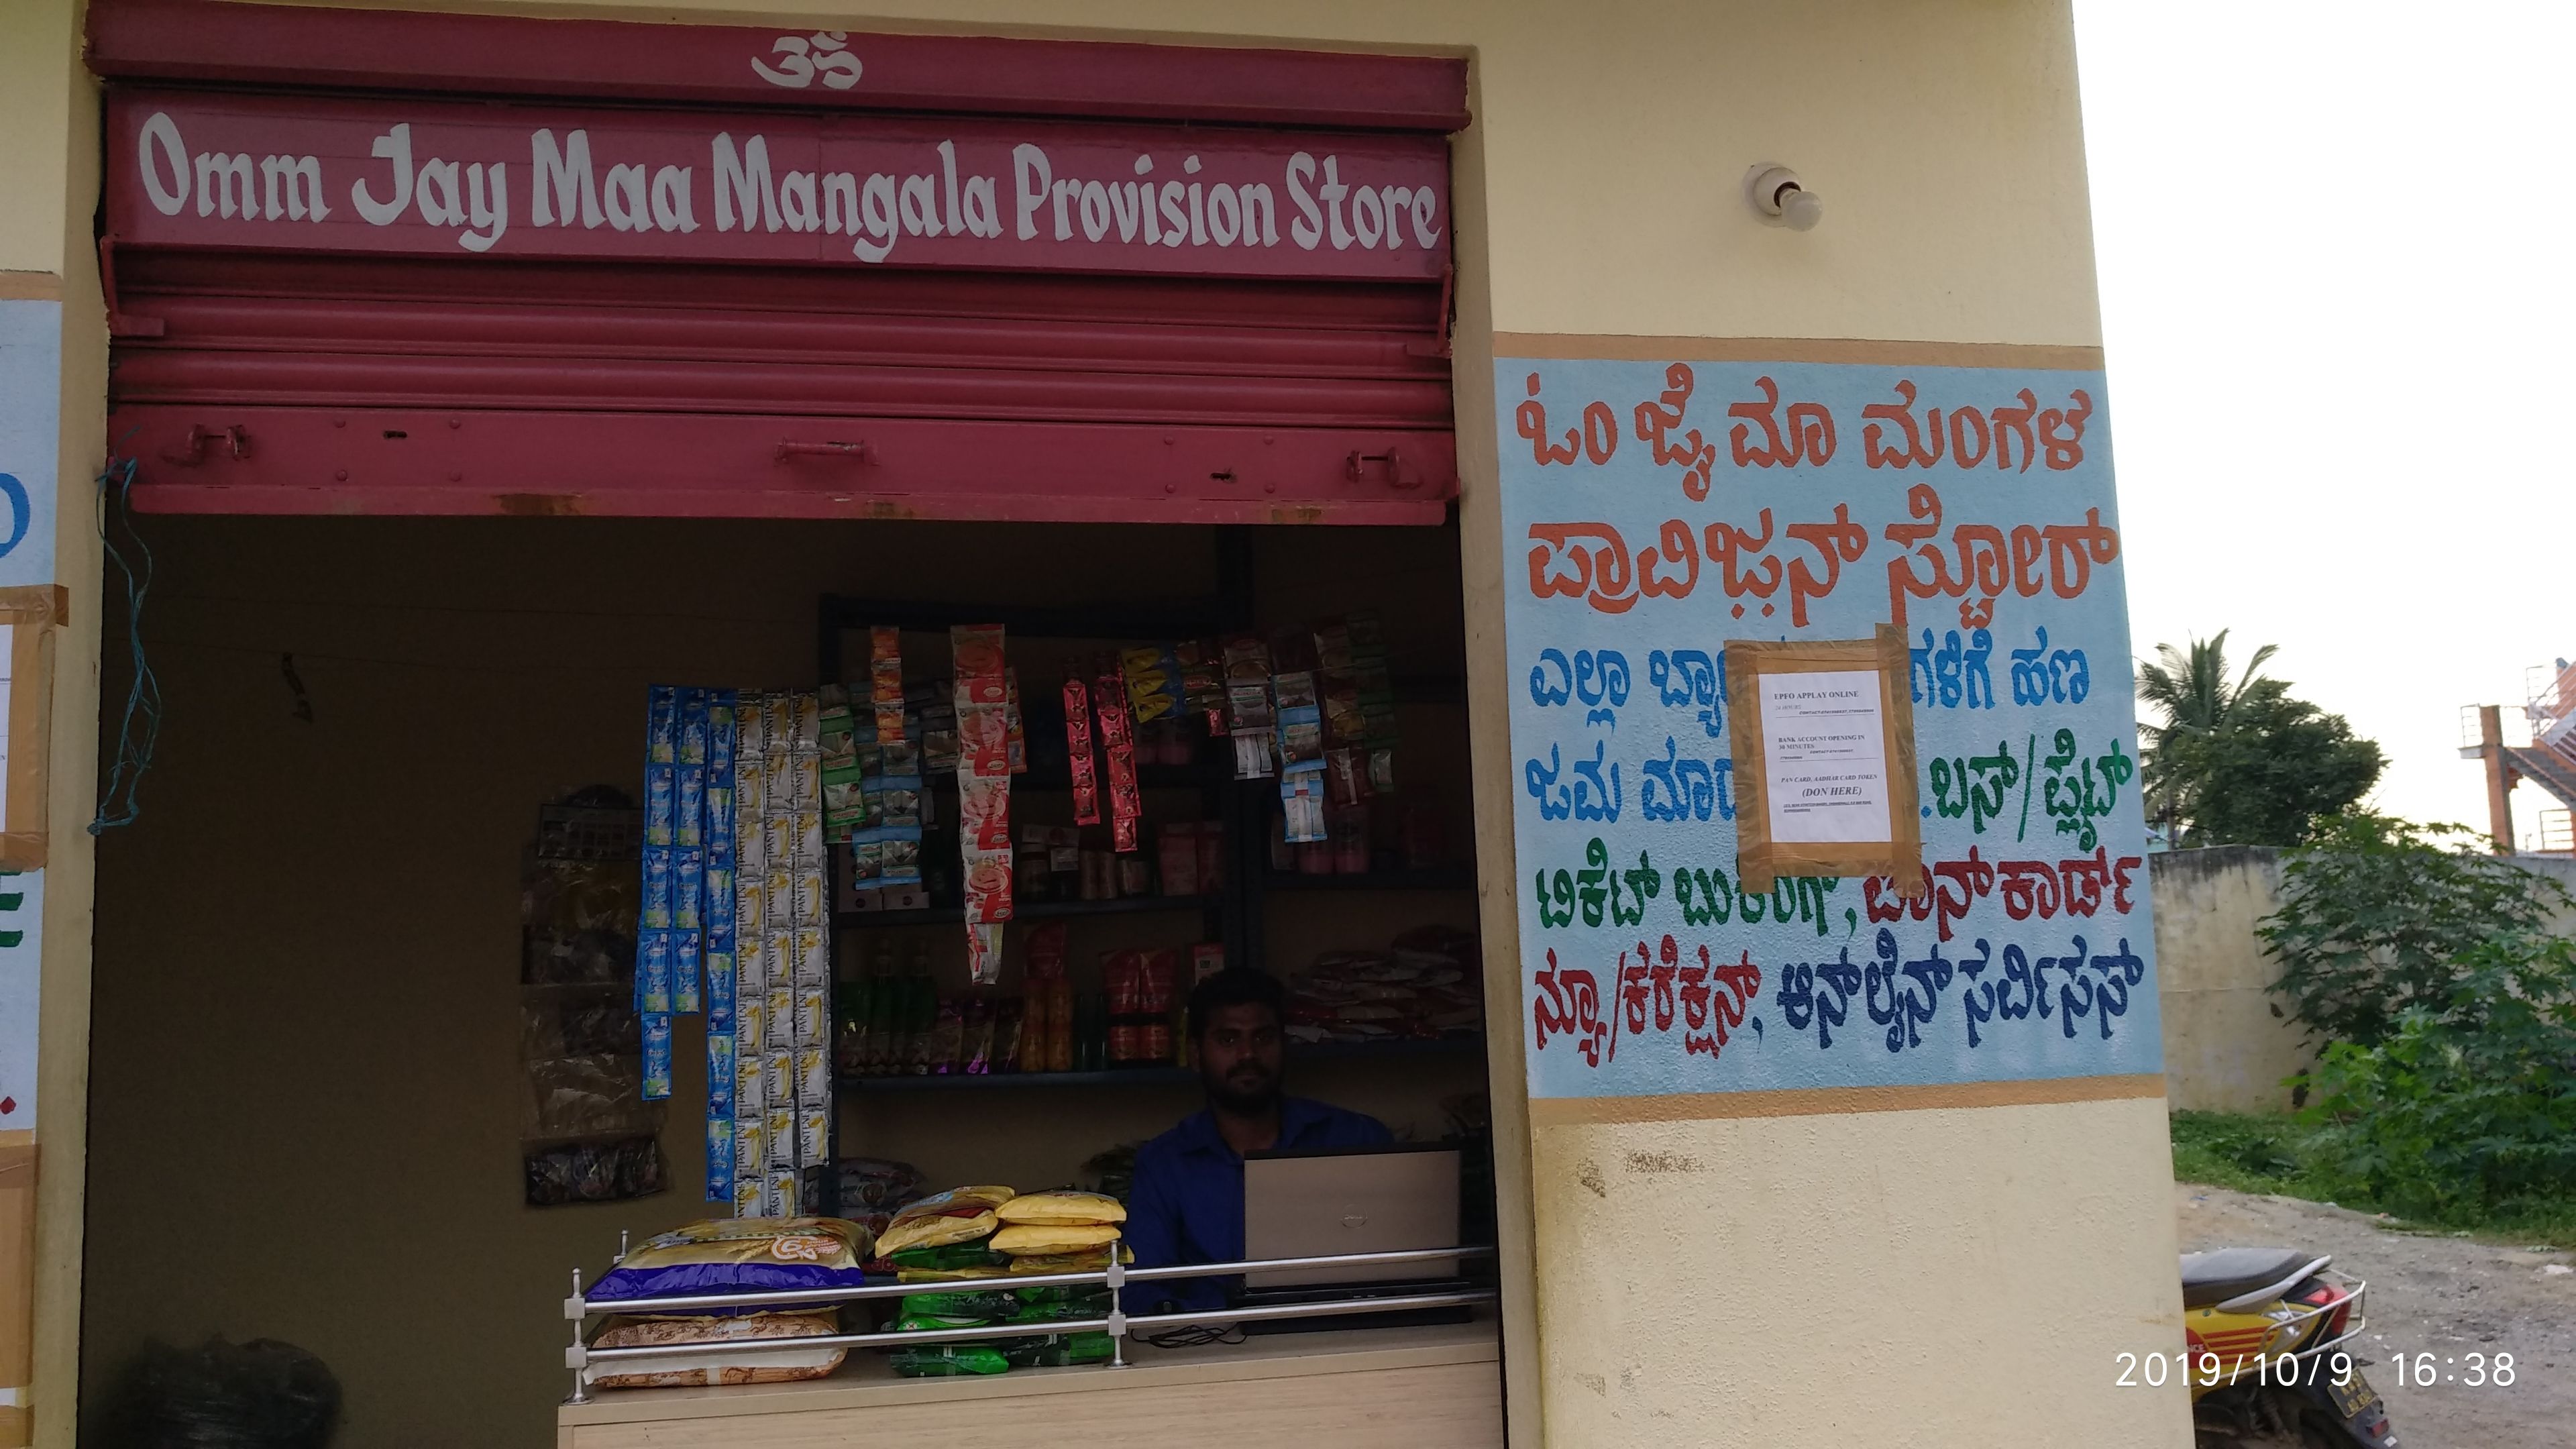 ॐ
Omm Jay Maa Mangala Provision Store
ಓಂ ಜೈ ಮಾ ಮಂಗಳ
ಪ್ರಾವಿಜ಼ನ್ ಸ್ಟೋರ್
ಎಲ್ಲಾ ಬ್ಯಾ ಗಳಿಗೆ ಹಣ
ಜಮ ಮಾಡ .ಬಸ್/ಫ್ಲೈಟ್
ಟಿಕೆಟ್ ಬುಕಿಂಗ್, ಪಾನ್ ಕಾರ್ಡ್
ನ್ಯೂ/ಕರೆಕ್ಷನ್, ಆನ್‌ಲೈನ್ ಸರ್ವಿಸಸ್
EPFO APPLAY ONLINE
BANK ACCOUNT OPENING IN
30 MINUTES
PAN CARD, AADHAR CARD TOKEN
(DON HERE)
PANTENE
2019/10/9 16:38